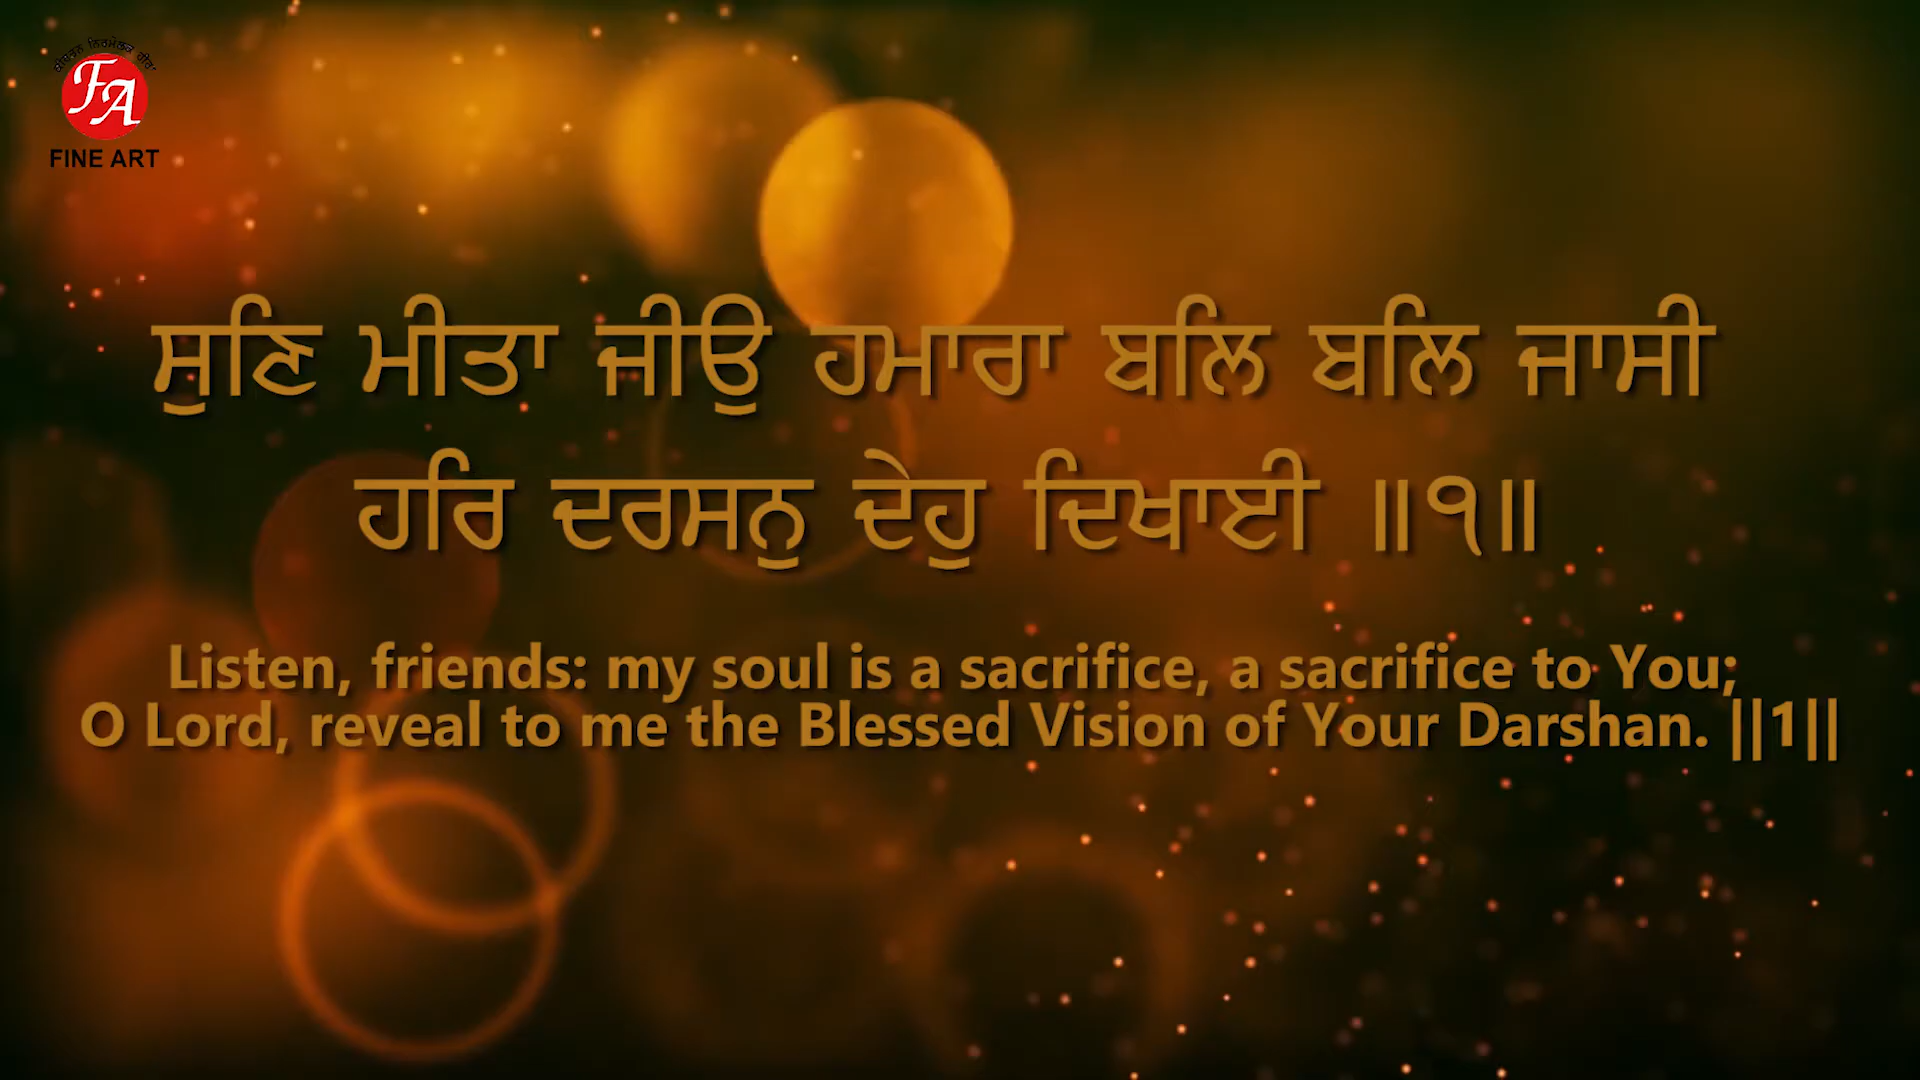 FA
FINE ART
ਸੁਣਿ ਮੀਤਾ ਜੀਉ ਹਮਾਰਾ ਬਲਿ ਬਲਿ ਜਾਸੀ
ਹਰਿ ਦਰਸਨੁ ਦੇਹੁ ਦਿਖਾਈ ॥੧॥
Listen, friends: my soul is a sacrifice, a sacrifice to You;
O Lord, reveal to me the Blessed Vision of Your Darshan. ||1||